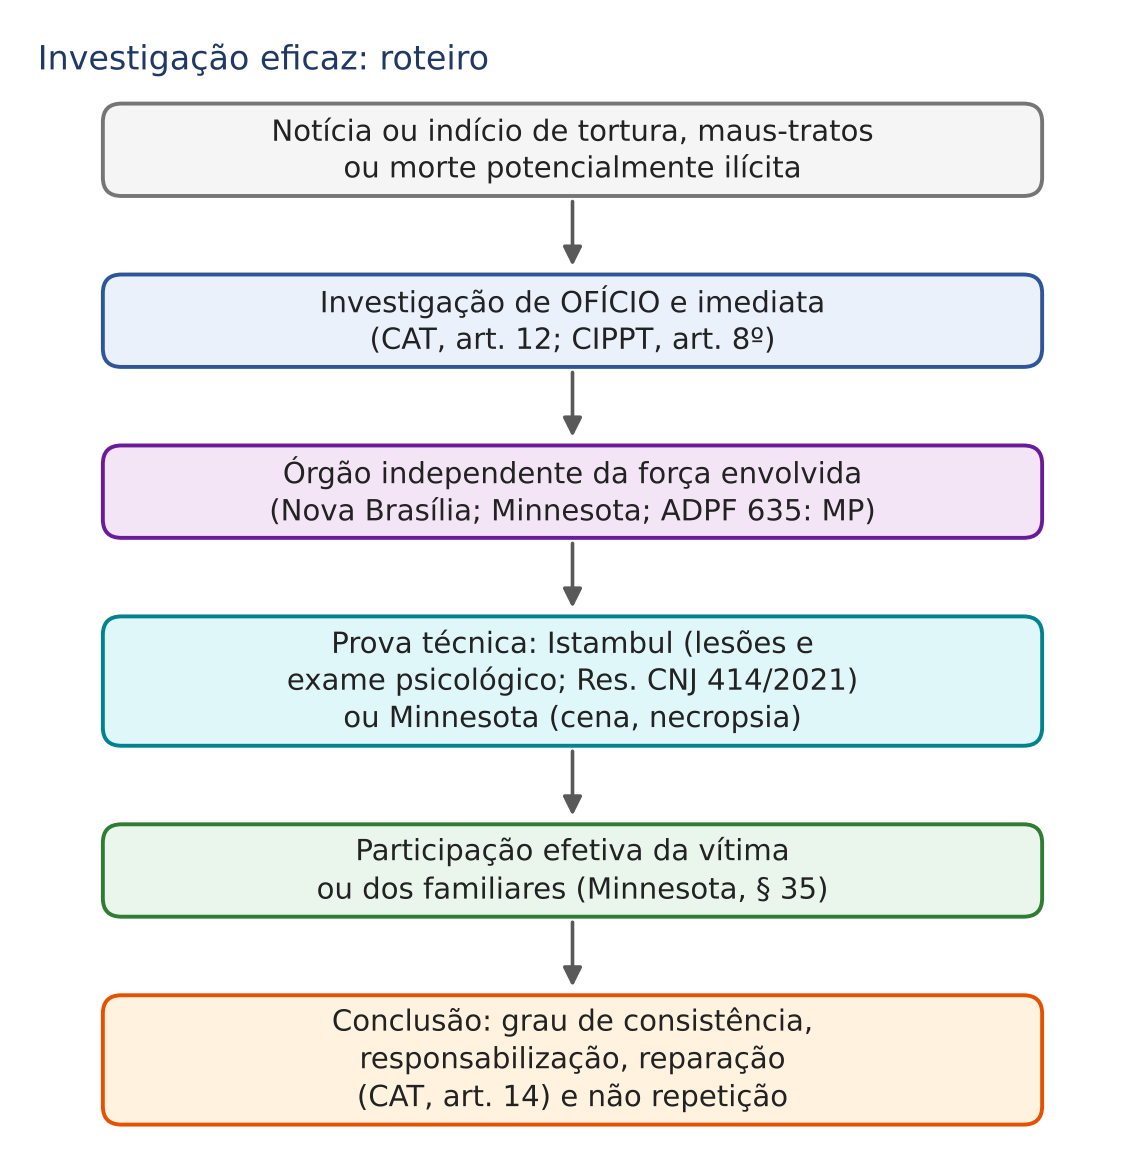 Investigação eficaz: roteiro
Notícia ou indício de tortura, maus-tratos
ou morte potencialmente ilícita
Investigação de OFÍCIO e imediata
(CAT, art. 12; CIPPT, art. 8º)
Órgão independente da força envolvida
(Nova Brasília; Minnesota; ADPF 635: MP)
Prova técnica: Istambul (lesões e
exame psicológico; Res. CNJ 414/2021)
ou Minnesota (cena, necropsia)
Participação efetiva da vítima
ou dos familiares (Minnesota, § 35)
Conclusão: grau de consistência,
responsabilização, reparação
(CAT, art. 14) e não repetição